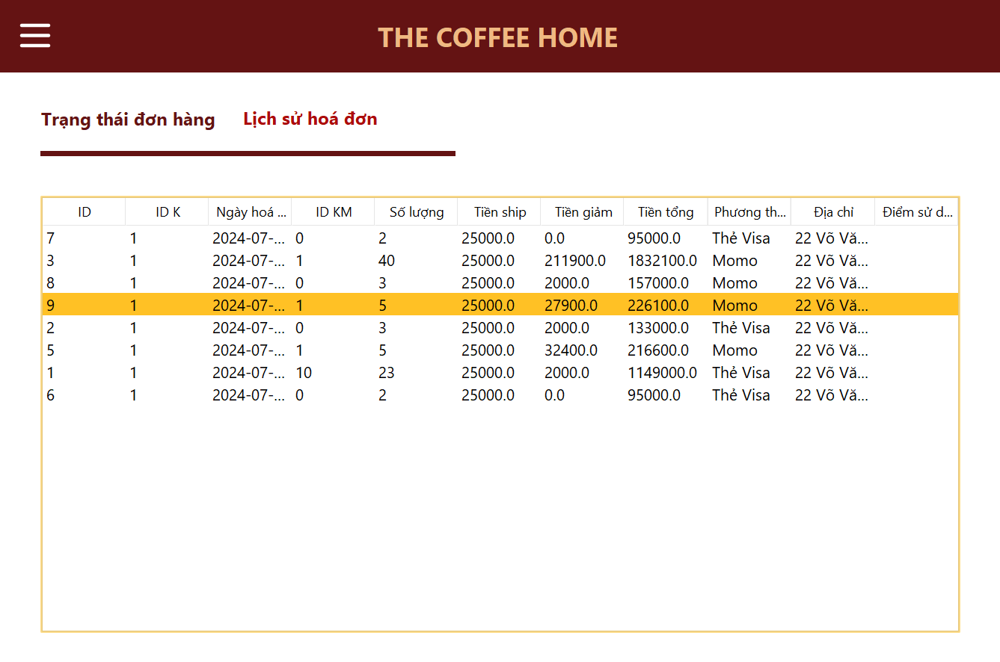 THE COFFEE HOME
Trạng thái đơn hàng Lịch sử hoá đơn
ID ID K Ngày hoá ... ID KM Số lượng Tiền ship Tiền giảm Tiền tổng Phương th... Địa chỉ Điểm sử d...
7 1 2024-07-... 0 2 25000.0 0.0 95000.0 Thẻ Visa 22 Võ Vă...
3 1 2024-07-... 1 40 25000.0 211900.0 1832100.0 Momo 22 Võ Vă...
8 1 2024-07-... 0 3 25000.0 2000.0 157000.0 Momo 22 Võ Vă...
9 1 2024-07-... 1 5 25000.0 27900.0 226100.0 Momo 22 Võ Vă...
2 1 2024-07-... 0 3 25000.0 2000.0 133000.0 Thẻ Visa 22 Võ Vă...
5 1 2024-07-... 1 5 25000.0 32400.0 216600.0 Momo 22 Võ Vă...
1 1 2024-07-... 10 23 25000.0 2000.0 1149000.0 Thẻ Visa 22 Võ Vă...
6 1 2024-07-... 0 2 25000.0 0.0 95000.0 Thẻ Visa 22 Võ Vă...